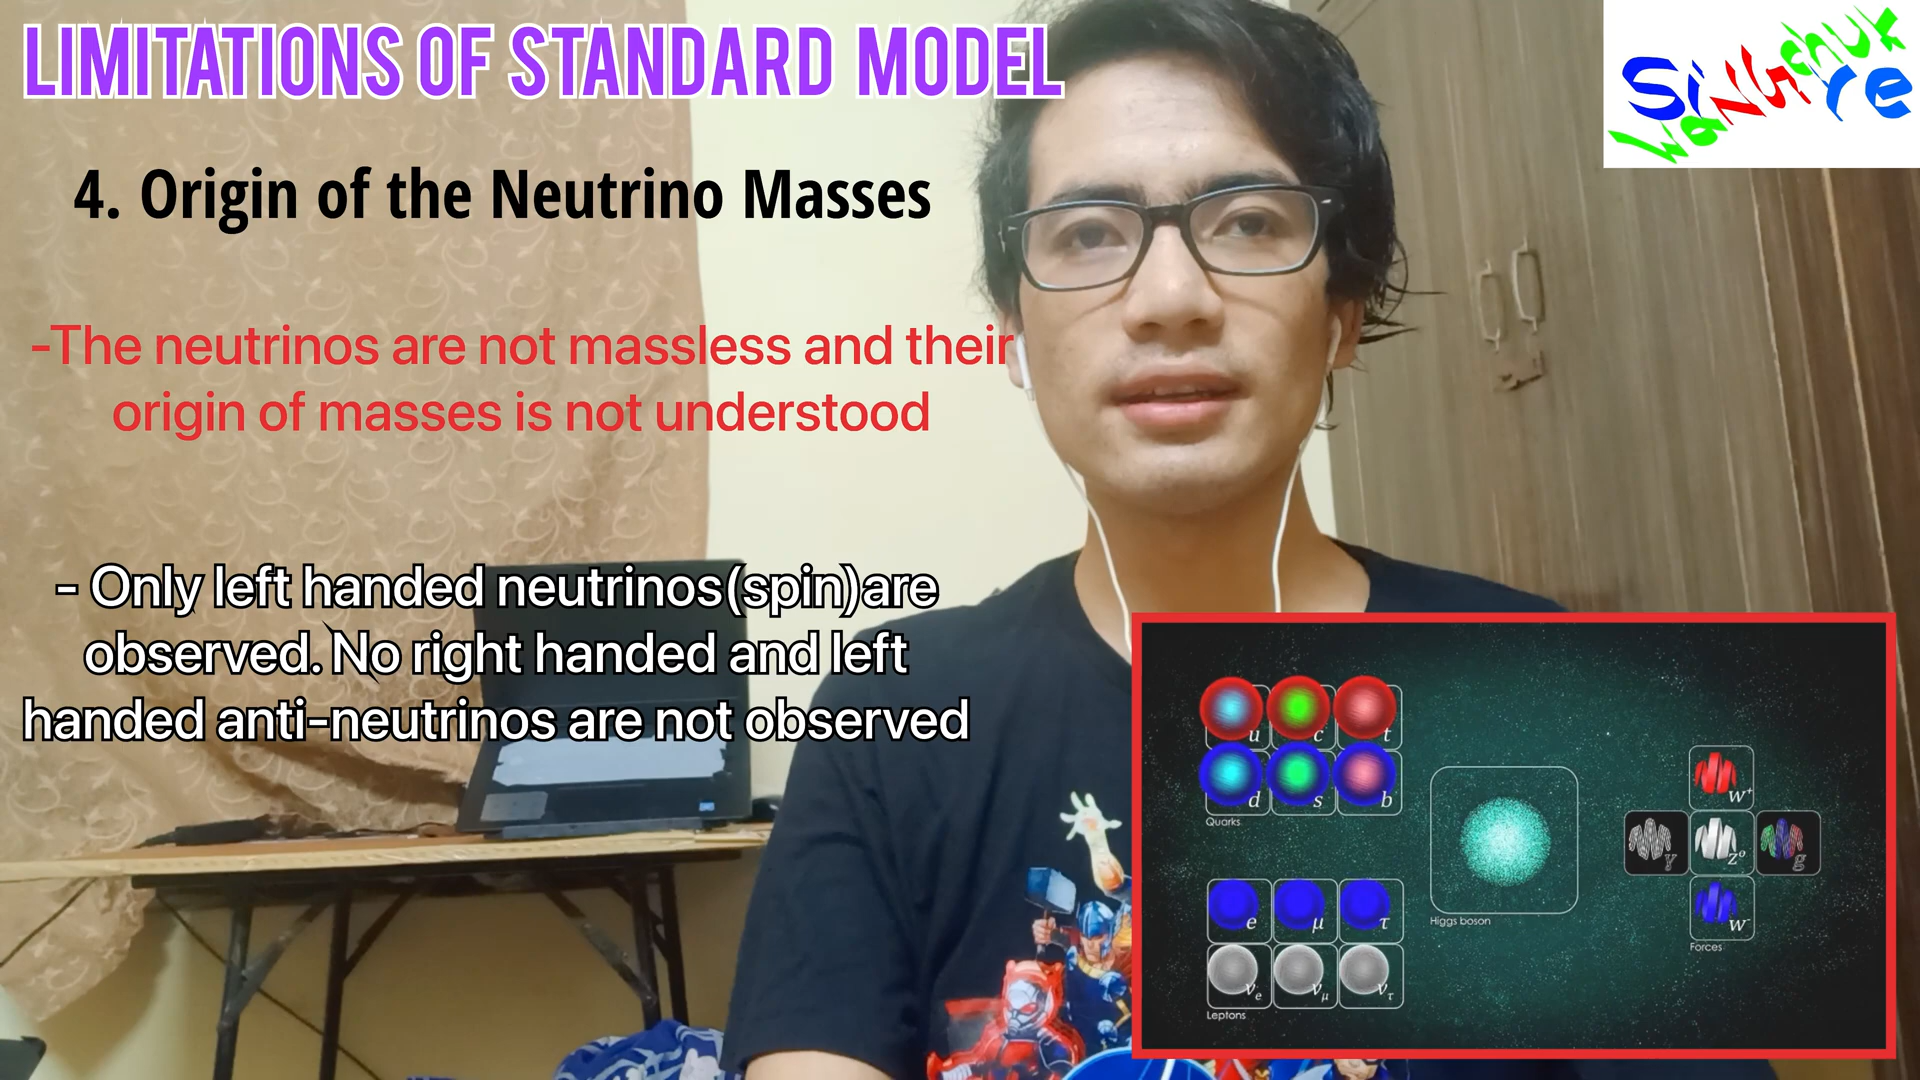 LIMITATIONS OF STANDARD MODEL
4. Origin of the Neutrino Masses
-The neutrinos are not massless and their
origin of masses is not understood
- Only left handed neutrinos(spin)are
observed. No right handed and left
handed anti-neutrinos are not observed
u c t
d s b
Quarks
e μ τ
νe νμ ντ
Leptons
Higgs boson
W+
γ Z0 g
W-
Forces